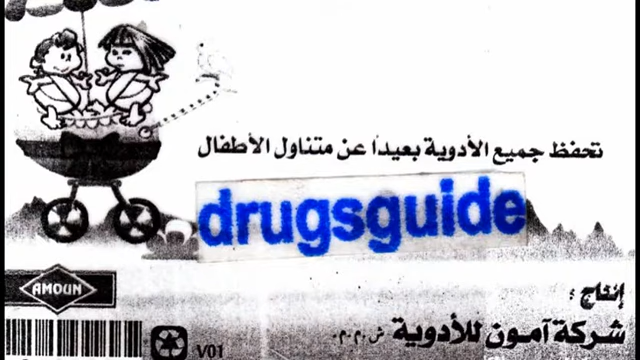 تحفظ جميع الأدوية بعيداً عن متناول الأطفال
drugsguide
AMOUN
إنتاج :
شركة آمون للأدوية ش.م.م.
V01